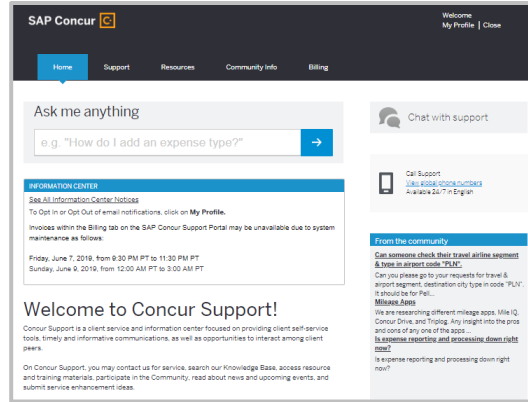 SAP Concur C
Welcome
My Profile | Close
Home Support Resources Community Info Billing
Ask me anything
e.g. "How do I add an expense type?"
INFORMATION CENTER
See All Information Center Notices
To Opt In or Opt Out of email notifications, click on My Profile.
Invoices within the Billing tab on the SAP Concur Support Portal may be unavailable due to system
maintenance as follows:
Friday, June 7, 2019, from 9:30 PM PT to 11:30 PM PT
Sunday, June 9, 2019, from 12:00 AM PT to 3:00 AM PT
Welcome to Concur Support!
Concur Support is a client service and information center focused on providing client self-service
tools, timely and informative communications, as well as opportunities to interact among client
peers.
On Concur Support, you may contact us for service, search our Knowledge Base, access resource
and training materials, participate in the Community, read about news and upcoming events, and
submit service enhancement ideas.
Chat with support
Call Support
View global phone numbers
Available 24/7 in English
From the community
Can someone check their travel airline segment
& type in airport code "PLN".
Can you please go to your requests for travel &
airport segment, destination city type in code "PLN".
It should be for Pell...
Mileage Apps
We are researching different mileage apps, Mile IQ,
Concur Drive, and Triplog. Any insight into the pros
and cons of any one of the apps ...
Is expense reporting and processing down right
now?
Is expense reporting and processing down right
now?